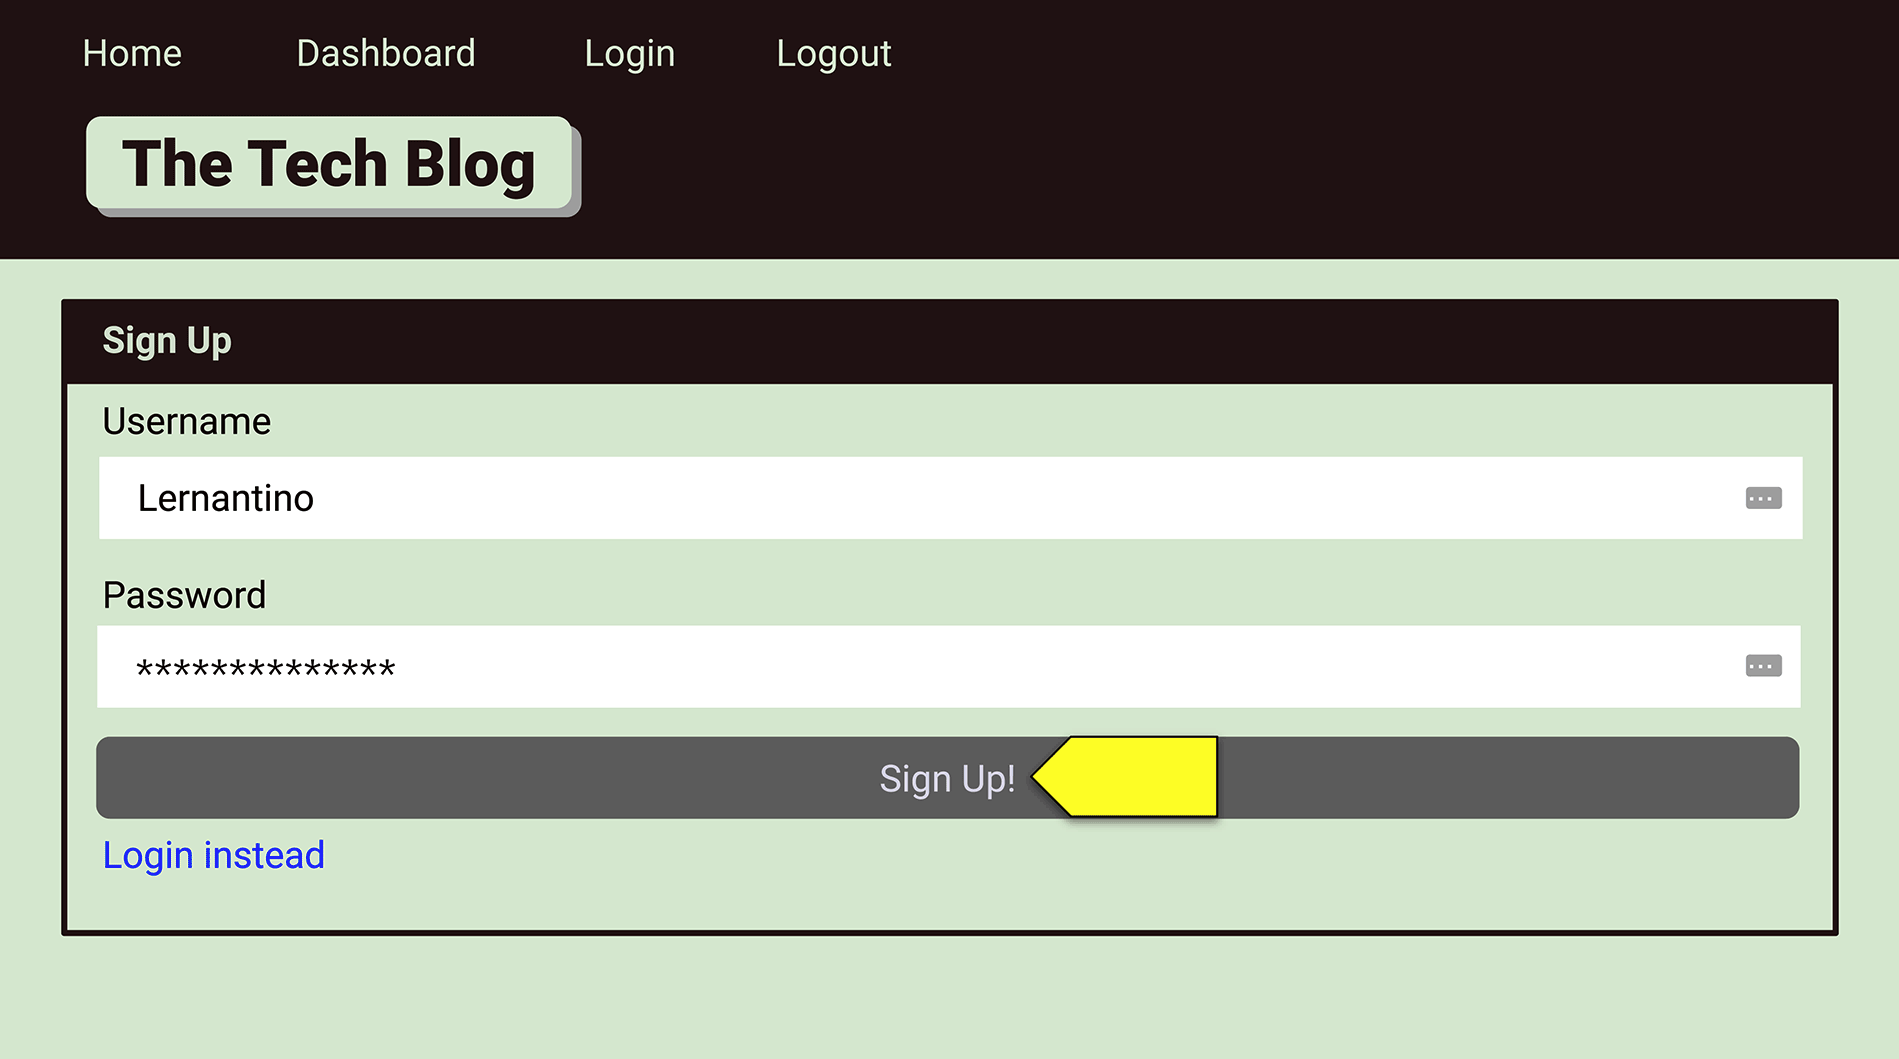 Home Dashboard Login Logout
The Tech Blog
Sign Up
Username
Lernantino
Password
**************
Sign Up!
Login instead